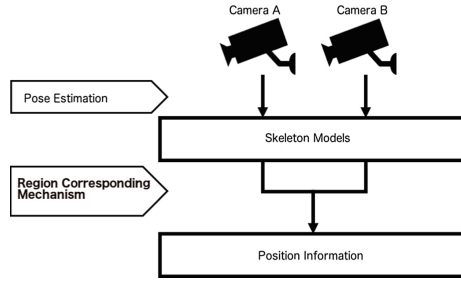 Camera A
Camera B
Pose Estimation
Skeleton Models
Region Corresponding
Mechanism
Position Information